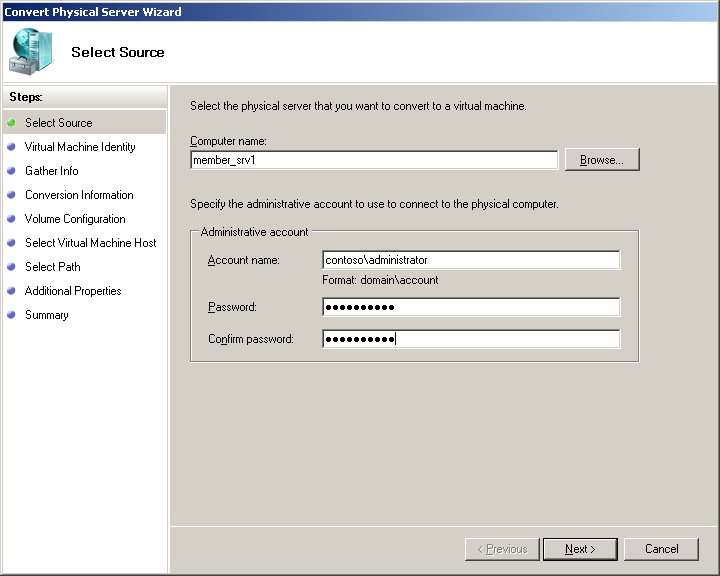 Convert Physical Server Wizard
Select Source
Steps:
Select Source
Virtual Machine Identity
Gather Info
Conversion Information
Volume Configuration
Select Virtual Machine Host
Select Path
Additional Properties
Summary
Select the physical server that you want to convert to a virtual machine.
Computer name:
member_srv1
Browse...
Specify the administrative account to use to connect to the physical computer.
Administrative account
Account name:
contoso\administrator
Format: domain\account
Password:
●●●●●●●●●●
Confirm password:
●●●●●●●●●●
< Previous
Next >
Cancel